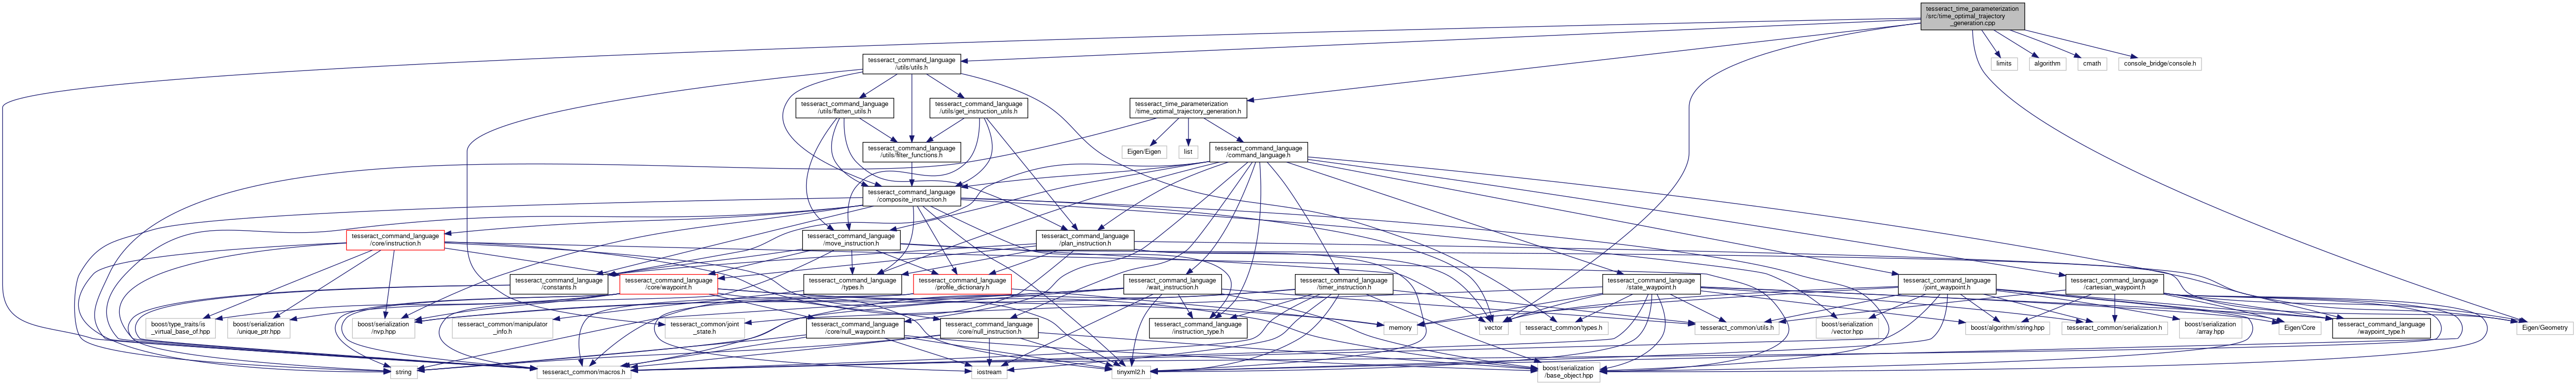 tesseract_time_parameterization
/src/time_optimal_trajectory
_generation.cpp
tesseract_command_language
/utils/utils.h
limits
algorithm
cmath
console_bridge/console.h
tesseract_command_language
/utils/flatten_utils.h
tesseract_command_language
/utils/get_instruction_utils.h
tesseract_time_parameterization
/time_optimal_trajectory_generation.h
tesseract_command_language
/utils/filter_functions.h
Eigen/Eigen
list
tesseract_command_language
/command_language.h
tesseract_command_language
/composite_instruction.h
tesseract_command_language
/core/instruction.h
tesseract_command_language
/move_instruction.h
tesseract_command_language
/plan_instruction.h
tesseract_command_language
/constants.h
tesseract_command_language
/core/waypoint.h
tesseract_command_language
/types.h
tesseract_command_language
/profile_dictionary.h
tesseract_command_language
/wait_instruction.h
tesseract_command_language
/timer_instruction.h
tesseract_command_language
/state_waypoint.h
tesseract_command_language
/joint_waypoint.h
tesseract_command_language
/cartesian_waypoint.h
boost/type_traits/is
_virtual_base_of.hpp
boost/serialization
/unique_ptr.hpp
boost/serialization
/nvp.hpp
tesseract_common/manipulator
_info.h
tesseract_common/joint
_state.h
tesseract_command_language
/core/null_waypoint.h
tesseract_command_language
/core/null_instruction.h
tesseract_command_language
/instruction_type.h
memory
vector
tesseract_common/types.h
tesseract_common/utils.h
boost/serialization
/vector.hpp
boost/algorithm/string.hpp
tesseract_common/serialization.h
boost/serialization
/array.hpp
Eigen/Core
tesseract_command_language
/waypoint_type.h
Eigen/Geometry
string
tesseract_common/macros.h
iostream
tinyxml2.h
boost/serialization
/base_object.hpp